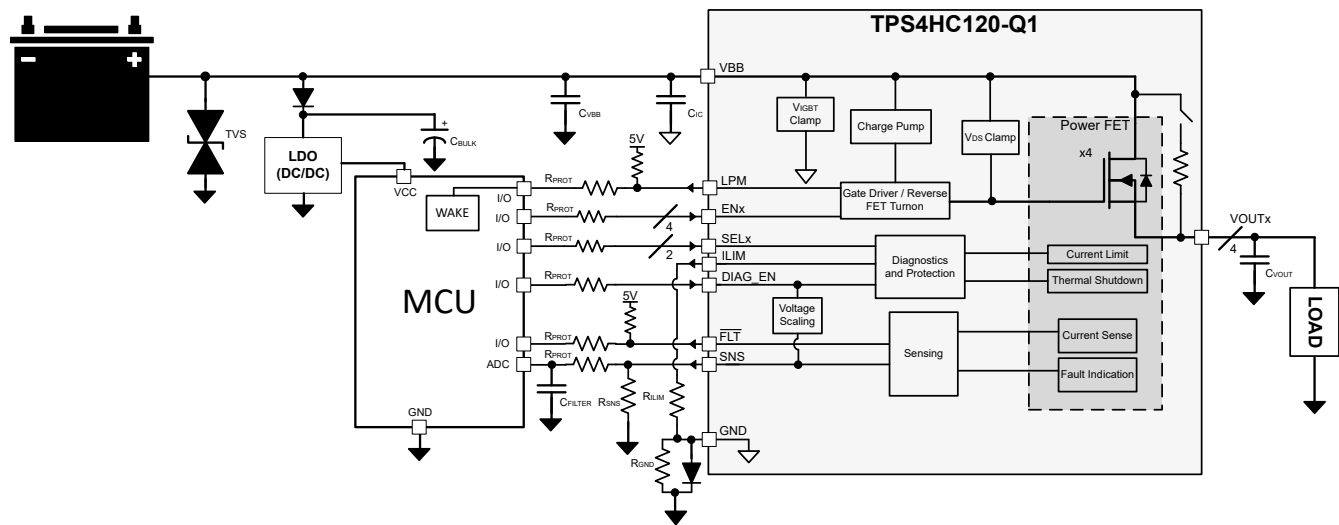 TPS4HC120-Q1
VBB
TVS
LDO
(DC/DC)
CBULK
+
CVBB
CIC
VIGBT
Clamp
Charge Pump
VDS Clamp
Power FET
x4
VCC
WAKE
I/O
RPROT
5V
LPM
Gate Driver / Reverse
FET Turnon
I/O
RPROT
4
ENx
I/O
RPROT
2
SELx
ILIM
Diagnostics
and Protection
Current Limit
Thermal Shutdown
VOUTx
4
CVOUT
LOAD
I/O
RPROT
DIAG_EN
MCU
5V
Voltage
Scaling
I/O
RPROT
FLT
Sensing
Current Sense
Fault Indication
ADC
RPROT
SNS
CFILTER
RSNS
RILIM
GND
GND
RGND